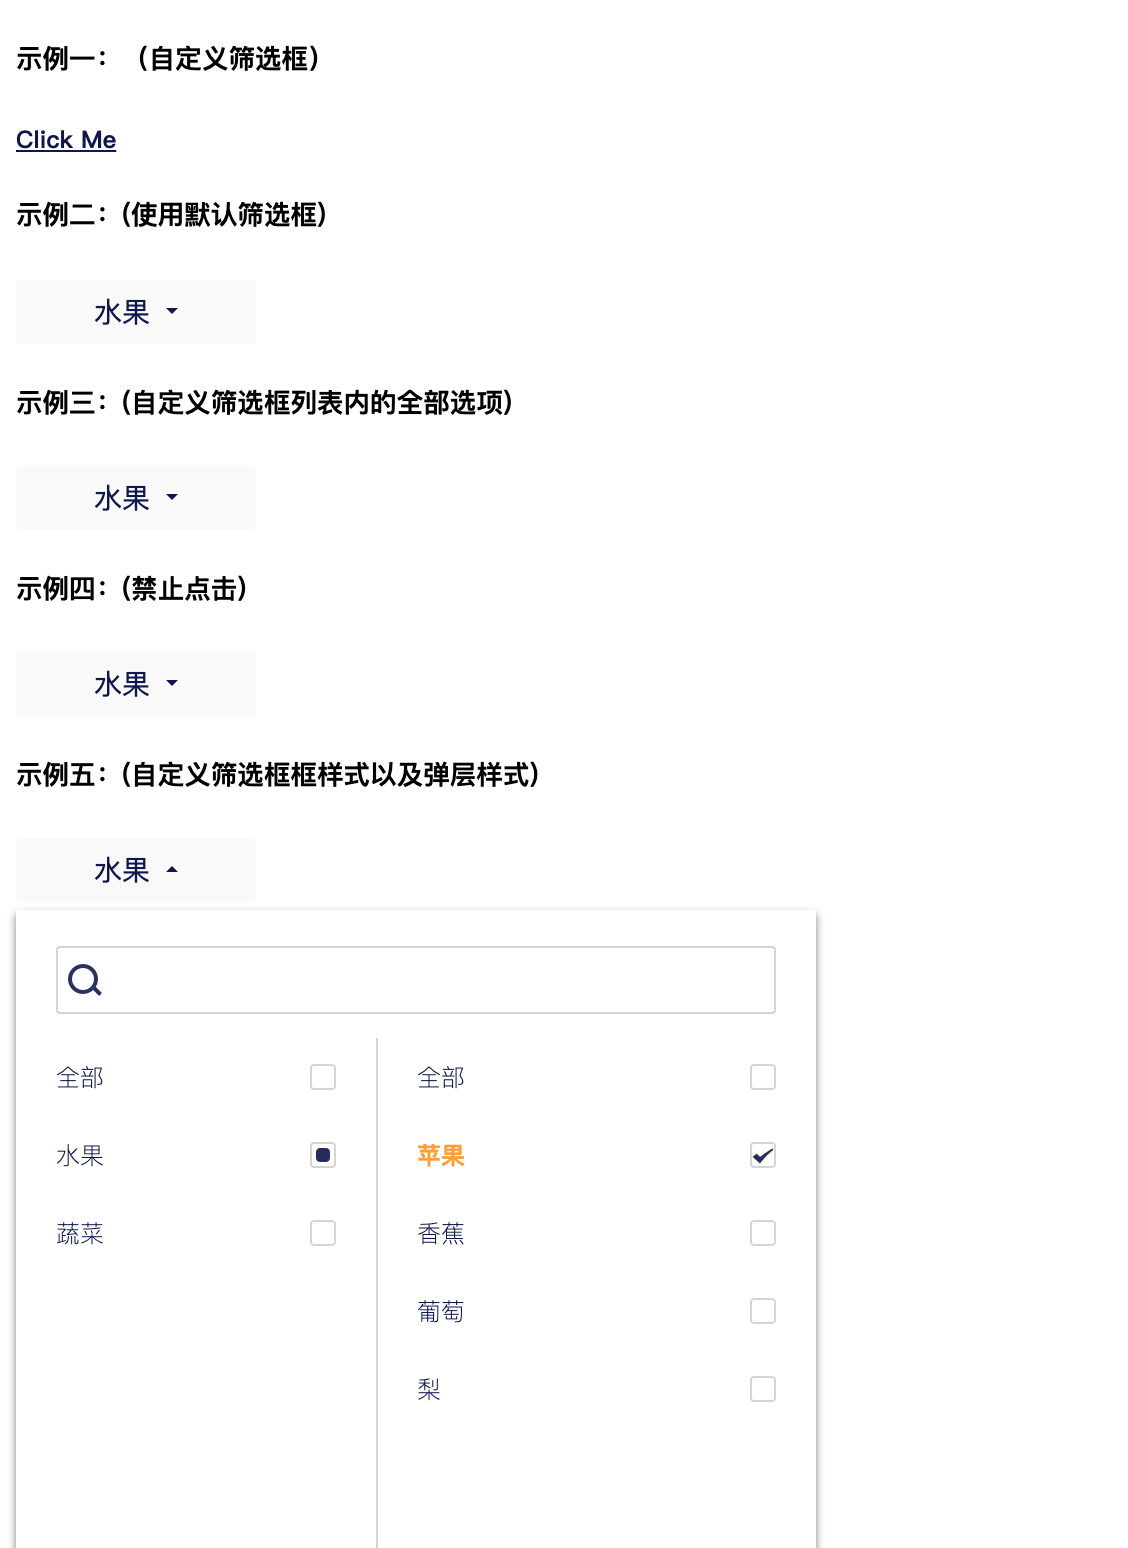 示例一：（自定义筛选框）
Click Me
示例二：(使用默认筛选框)
水果
示例三：(自定义筛选框列表内的全部选项)
水果
示例四：(禁止点击)
水果
示例五：(自定义筛选框框样式以及弹层样式)
水果
全部
水果
蔬菜
全部
苹果
香蕉
葡萄
梨